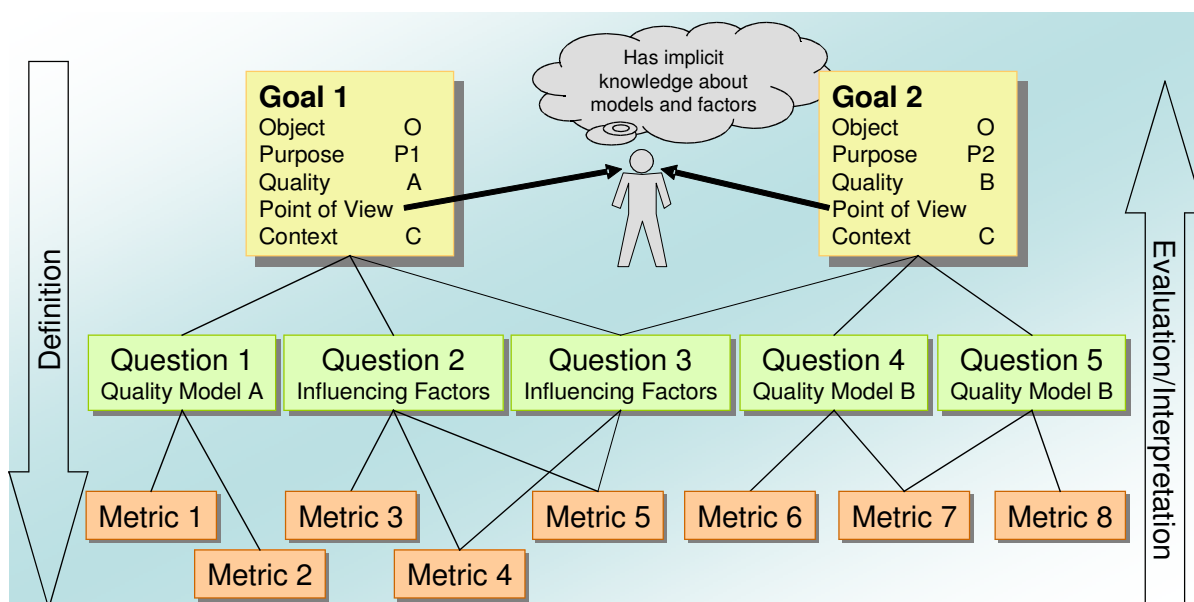 Has implicit
knowledge about
models and factors
Goal 1
Object O
Purpose P1
Quality A
Point of View
Context C
Goal 2
Object O
Purpose P2
Quality B
Point of View
Context C
Definition
Evaluation/Interpretation
Question 1
Quality Model A
Question 2
Influencing Factors
Question 3
Influencing Factors
Question 4
Quality Model B
Question 5
Quality Model B
Metric 1
Metric 2
Metric 3
Metric 4
Metric 5
Metric 6
Metric 7
Metric 8